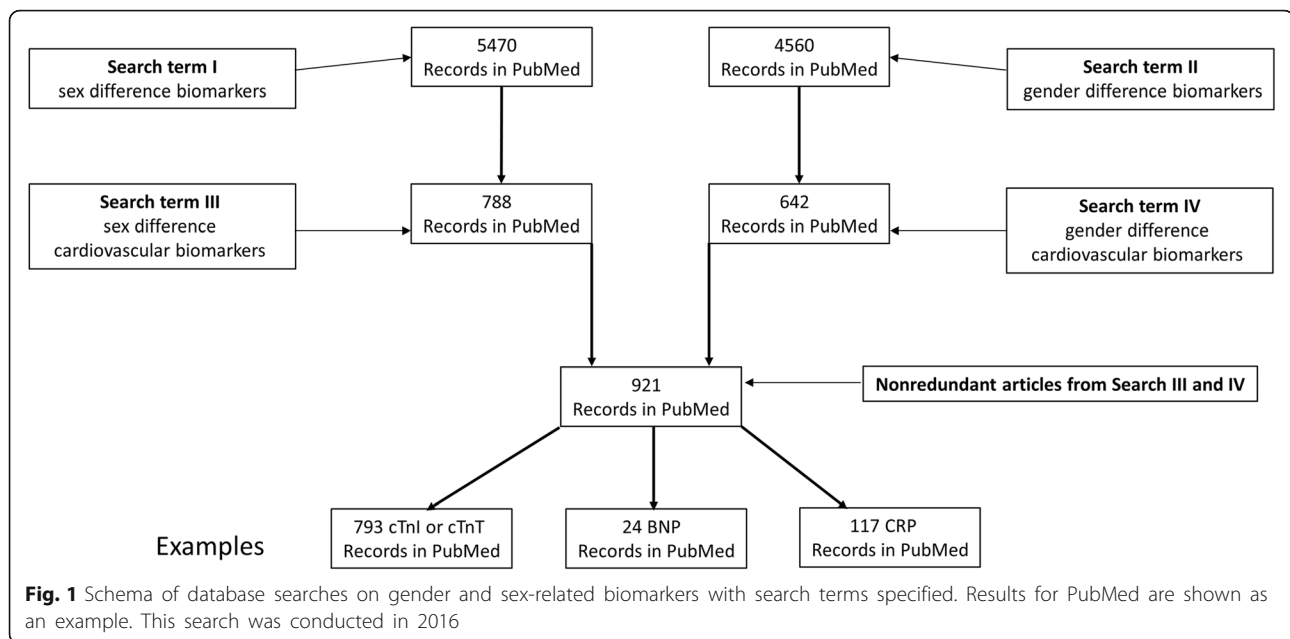 5470
Records in PubMed
4560
Records in PubMed
Search term I
sex difference biomarkers
Search term II
gender difference biomarkers
Search term III
sex difference
cardiovascular biomarkers
788
Records in PubMed
642
Records in PubMed
Search term IV
gender difference
cardiovascular biomarkers
921
Records in PubMed
Nonredundant articles from Search III and IV
Examples
793 cTnI or cTnT
Records in PubMed
24 BNP
Records in PubMed
117 CRP
Records in PubMed
Fig. 1 Schema of database searches on gender and sex-related biomarkers with search terms specified. Results for PubMed are shown as
an example. This search was conducted in 2016